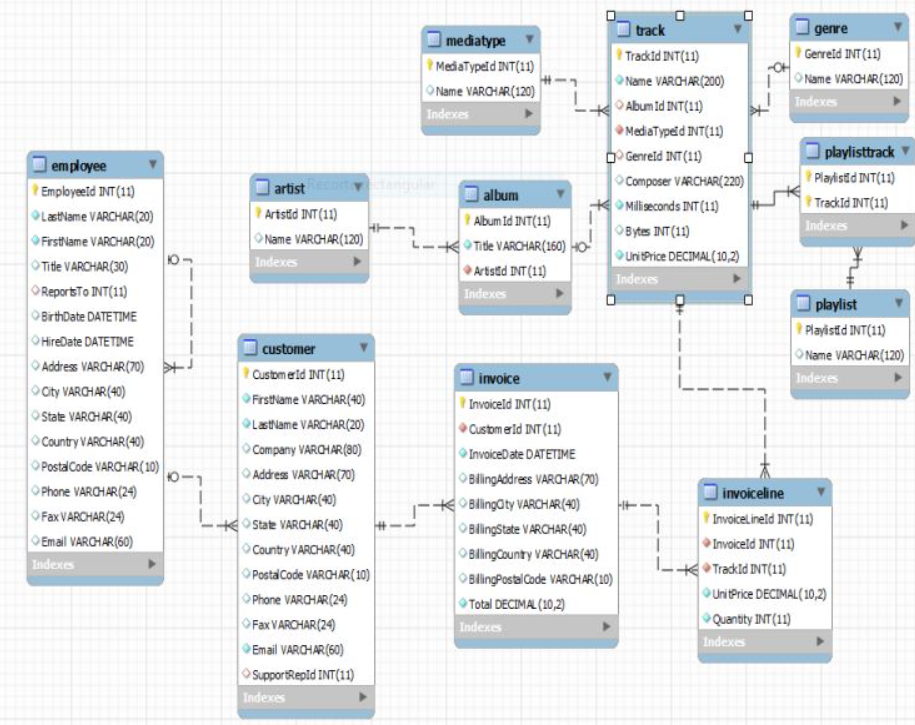 mediatype
MediaTypeId INT(11)
Name VARCHAR(120)
Indexes
track
TrackId INT(11)
Name VARCHAR(200)
AlbumId INT(11)
MediaTypeId INT(11)
GenreId INT(11)
Composer VARCHAR(220)
Milliseconds INT(11)
Bytes INT(11)
UnitPrice DECIMAL(10,2)
Indexes
genre
GenreId INT(11)
Name VARCHAR(120)
Indexes
playlisttrack
PlaylistId INT(11)
TrackId INT(11)
Indexes
employee
EmployeeId INT(11)
LastName VARCHAR(20)
FirstName VARCHAR(20)
Title VARCHAR(30)
ReportsTo INT(11)
BirthDate DATETIME
HireDate DATETIME
Address VARCHAR(70)
City VARCHAR(40)
State VARCHAR(40)
Country VARCHAR(40)
PostalCode VARCHAR(10)
Phone VARCHAR(24)
Fax VARCHAR(24)
Email VARCHAR(60)
Indexes
artist
ArtistId INT(11)
Name VARCHAR(120)
Indexes
album
AlbumId INT(11)
Title VARCHAR(160)
ArtistId INT(11)
Indexes
playlist
PlaylistId INT(11)
Name VARCHAR(120)
Indexes
customer
CustomerId INT(11)
FirstName VARCHAR(40)
LastName VARCHAR(20)
Company VARCHAR(80)
Address VARCHAR(70)
City VARCHAR(40)
State VARCHAR(40)
Country VARCHAR(40)
PostalCode VARCHAR(10)
Phone VARCHAR(24)
Fax VARCHAR(24)
Email VARCHAR(60)
SupportRepId INT(11)
Indexes
invoice
InvoiceId INT(11)
CustomerId INT(11)
InvoiceDate DATETIME
BillingAddress VARCHAR(70)
BillingCity VARCHAR(40)
BillingState VARCHAR(40)
BillingCountry VARCHAR(40)
BillingPostalCode VARCHAR(10)
Total DECIMAL(10,2)
Indexes
invoiceline
InvoiceLineId INT(11)
InvoiceId INT(11)
TrackId INT(11)
UnitPrice DECIMAL(10,2)
Quantity INT(11)
Indexes